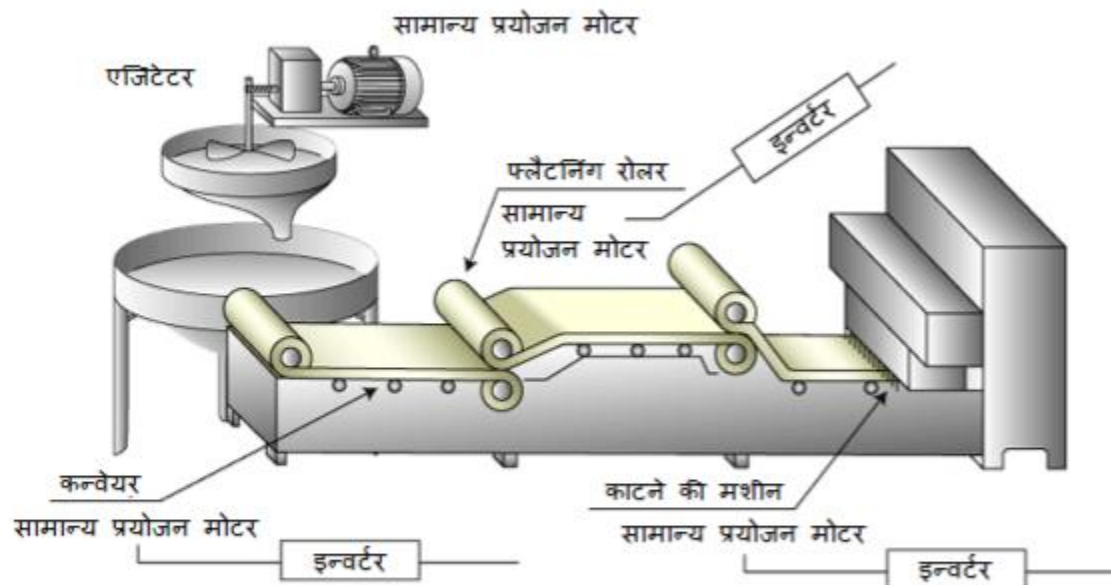 सामान्य प्रयोजन मोटर
एजिटेटर
इन्वर्टर
फ्लैटनिंग रोलर
सामान्य
प्रयोजन मोटर
कन्वेयर
सामान्य प्रयोजन मोटर
इन्वर्टर
काटने की मशीन
सामान्य प्रयोजन मोटर
इन्वर्टर